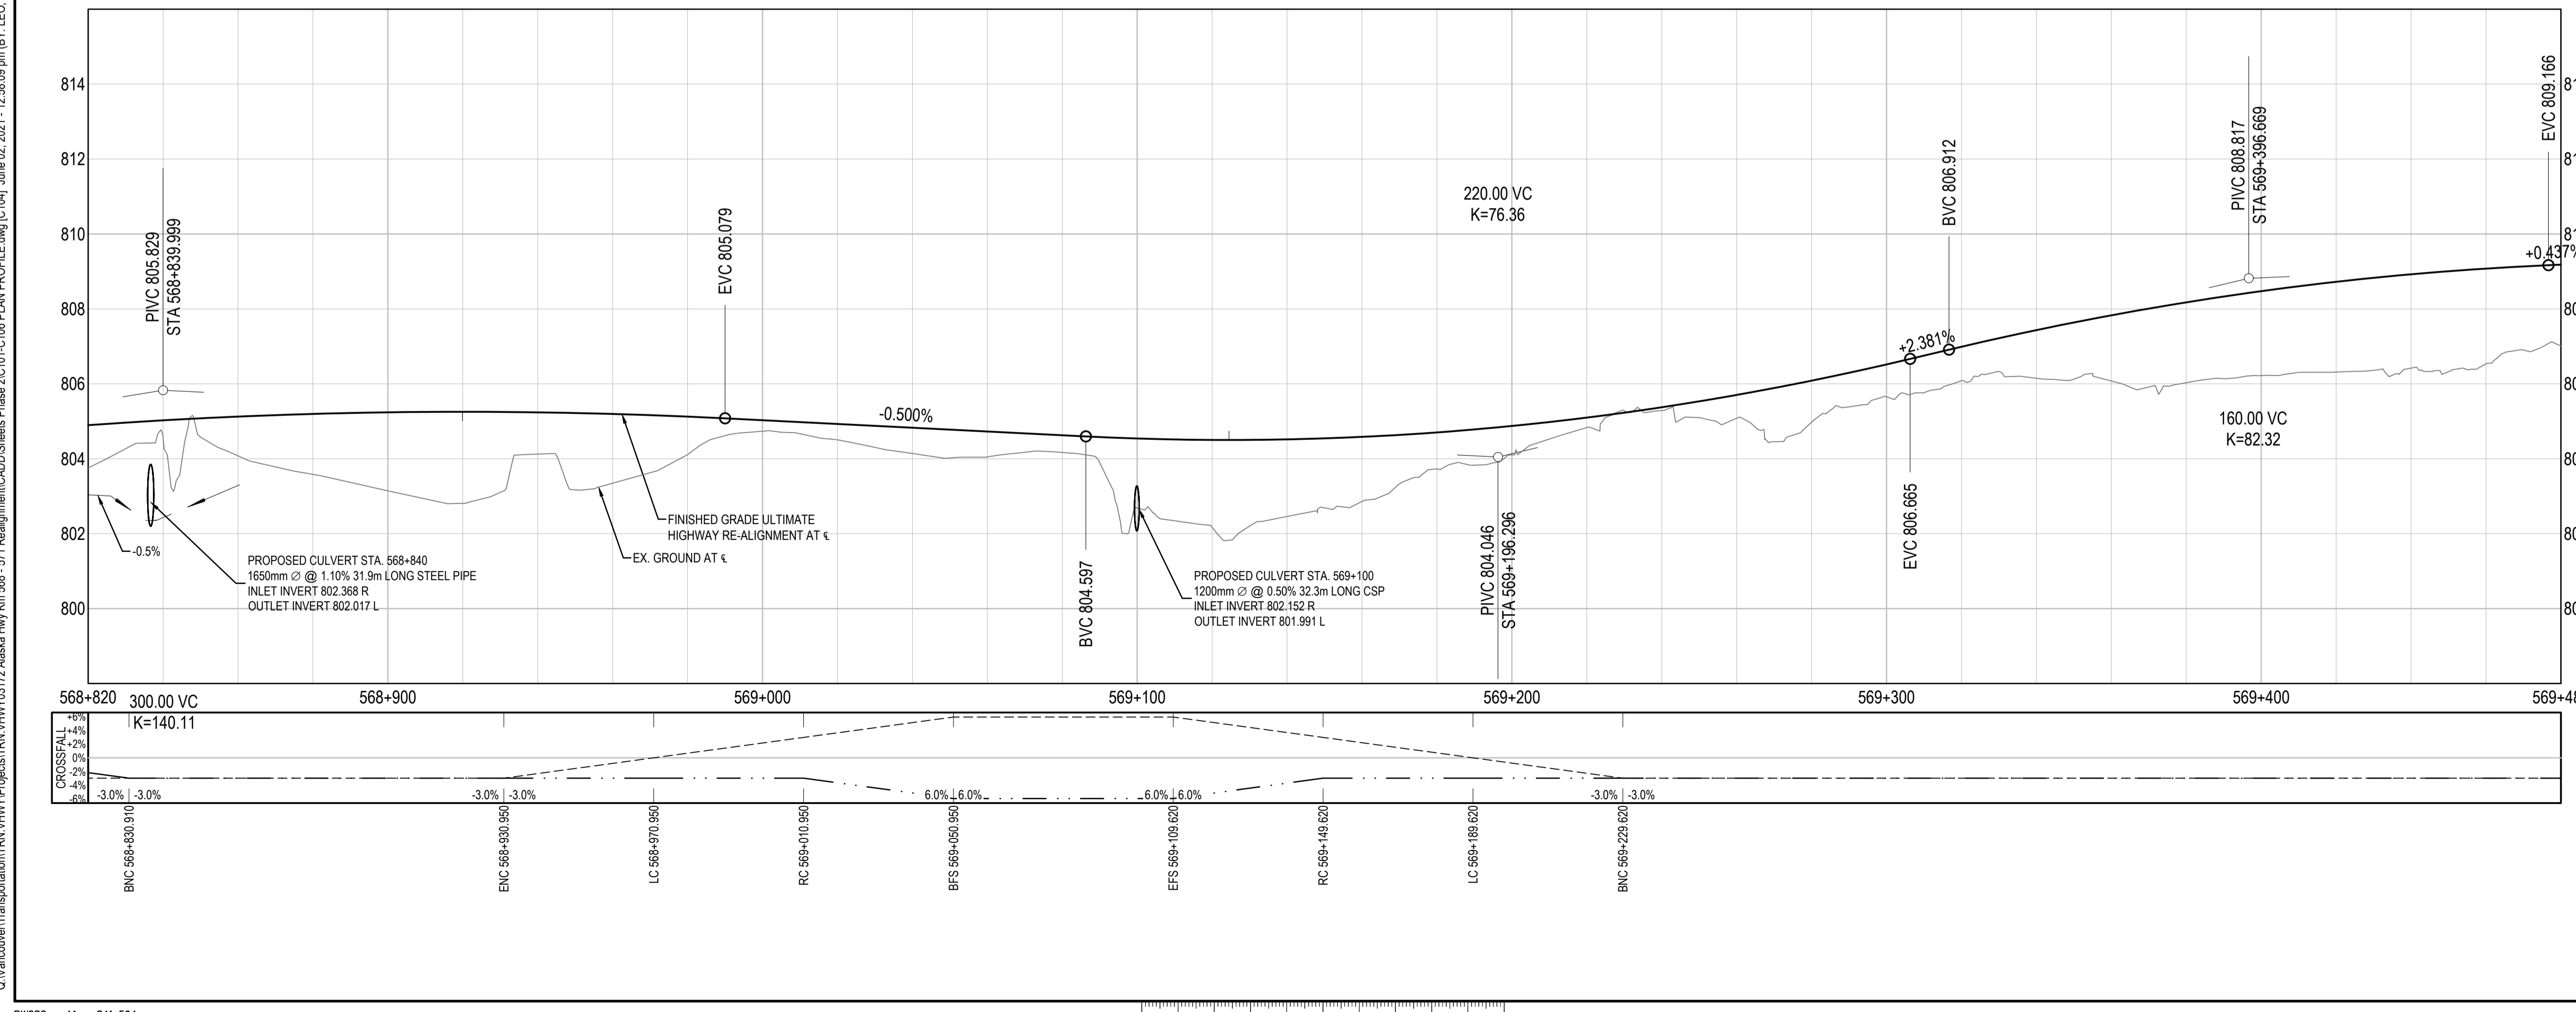 814
812
810
808
806
804
802
800
PIVC 805.829
STA 568+839.999
EVC 805.079
-0.500%
220.00 VC
K=76.36
BVC 806.912
+2.381%
PIVC 808.817
STA 569+396.669
EVC 809.166
+0.437%
160.00 VC
K=82.32
EVC 806.665
PIVC 804.046
STA 569+196.296
BVC 804.597
-0.5%
PROPOSED CULVERT STA. 568+840
1650mm ∅ @ 1.10% 31.9m LONG STEEL PIPE
INLET INVERT 802.368 R
OUTLET INVERT 802.017 L
FINISHED GRADE ULTIMATE
HIGHWAY RE-ALIGNMENT AT ℄
EX. GROUND AT ℄
PROPOSED CULVERT STA. 569+100
1200mm ∅ @ 0.50% 32.3m LONG CSP
INLET INVERT 802.152 R
OUTLET INVERT 801.991 L
568+820 568+900 569+000 569+100 569+200 569+300 569+400
300.00 VC
K=140.11
CROSSFALL
+6%
+4%
+2%
0%
-2%
-4%
-6%
-3.0% -3.0% -3.0% -3.0% 6.0% -6.0% -6.0% 6.0% -3.0% -3.0%
BNC 568+830.910
ENC 568+930.950
LC 568+970.950
RC 569+010.950
BFS 569+050.950
EFS 569+109.620
RC 569+149.620
LC 569+189.620
BNC 569+229.620